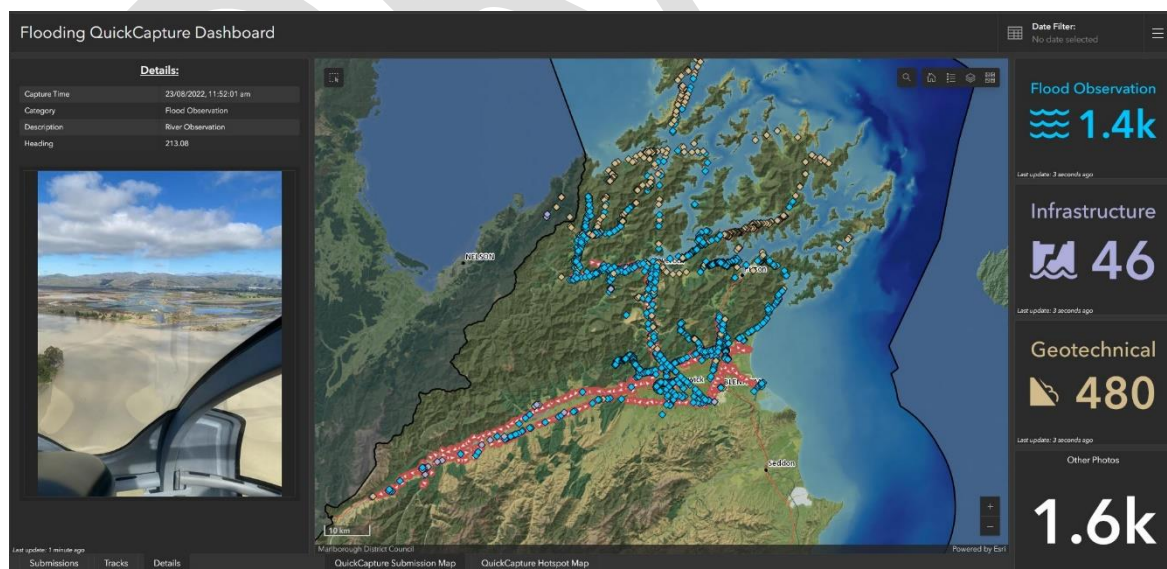 Flooding QuickCapture Dashboard
Date Filter:
No date selected
Details:
Capture Time 23/08/2022, 11:52:01 am
Category Flood Observation
Description River Observation
Heading 213.08
Last update: 1 minute ago
Submissions Tracks Details
NELSON
Seddon
10 km
Marlborough District Council
Powered by Esri
QuickCapture Submission Map QuickCapture Hotspot Map
Flood Observation
1.4k
Last update: 3 seconds ago
Infrastructure
46
Last update: 3 seconds ago
Geotechnical
480
Last update: 3 seconds ago
Other Photos
1.6k